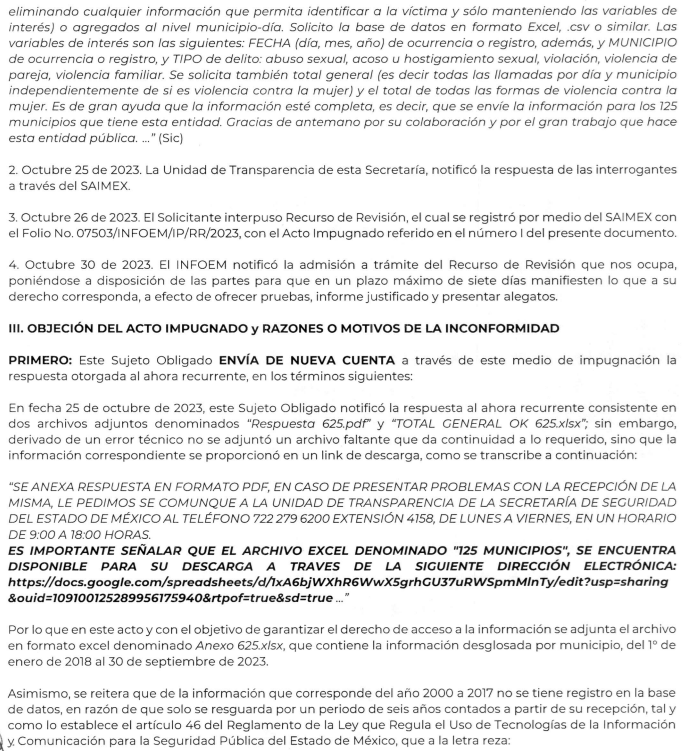 eliminando cualquier información que permita identificar a la víctima y sólo manteniendo las variables de
interés) o agregados al nivel municipio-día. Solicito la base de datos en formato Excel, .csv o similar. Las
variables de interés son las siguientes: FECHA (día, mes, año) de ocurrencia o registro, además, y MUNICIPIO
de ocurrencia o registro, y TIPO de delito: abuso sexual, acoso u hostigamiento sexual, violación, violencia de
pareja, violencia familiar. Se solicita también total general (es decir todas las llamadas por día y municipio
independientemente de si es violencia contra la mujer) y el total de todas las formas de violencia contra la
mujer. Es de gran ayuda que la información esté completa, es decir, que se envíe la información para los 125
municipios que tiene esta entidad. Gracias de antemano por su colaboración y por el gran trabajo que hace
esta entidad pública. ..." (Sic)
2. Octubre 25 de 2023. La Unidad de Transparencia de esta Secretaría, notificó la respuesta de las interrogantes
a través del SAIMEX.
3. Octubre 26 de 2023. El Solicitante interpuso Recurso de Revisión, el cual se registró por medio del SAIMEX con
el Folio No. 07503/INFOEM/IP/RR/2023, con el Acto Impugnado referido en el número I del presente documento.
4. Octubre 30 de 2023. El INFOEM notificó la admisión a trámite del Recurso de Revisión que nos ocupa,
poniéndose a disposición de las partes para que en un plazo máximo de siete días manifiesten lo que a su
derecho corresponda, a efecto de ofrecer pruebas, informe justificado y presentar alegatos.
III. OBJECIÓN DEL ACTO IMPUGNADO y RAZONES O MOTIVOS DE LA INCONFORMIDAD
PRIMERO: Este Sujeto Obligado ENVÍA DE NUEVA CUENTA a través de este medio de impugnación la
respuesta otorgada al ahora recurrente, en los términos siguientes:
En fecha 25 de octubre de 2023, este Sujeto Obligado notificó la respuesta al ahora recurrente consistente en
dos archivos adjuntos denominados "Respuesta 625.pdf" y "TOTAL GENERAL OK 625.xlsx"; sin embargo,
derivado de un error técnico no se adjuntó un archivo faltante que da continuidad a lo requerido, sino que la
información correspondiente se proporcionó en un link de descarga, como se transcribe a continuación:
"SE ANEXA RESPUESTA EN FORMATO PDF, EN CASO DE PRESENTAR PROBLEMAS CON LA RECEPCIÓN DE LA
MISMA, LE PEDIMOS SE COMUNQUE A LA UNIDAD DE TRANSPARENCIA DE LA SECRETARÍA DE SEGURIDAD
DEL ESTADO DE MÉXICO AL TELÉFONO 722 279 6200 EXTENSIÓN 4158, DE LUNES A VIERNES, EN UN HORARIO
DE 9:00 A 18:00 HORAS.
ES IMPORTANTE SEÑALAR QUE EL ARCHIVO EXCEL DENOMINADO "125 MUNICIPIOS", SE ENCUENTRA
DISPONIBLE PARA SU DESCARGA A TRAVES DE LA SIGUIENTE DIRECCIÓN ELECTRÓNICA:
https://docs.google.com/spreadsheets/d/1xA6bjWXhR6WwX5grhGU37uRWSpmMlnTy/edit?usp=sharing
&ouid=109100125289956175940&rtpof=true&sd=true ..."
Por lo que en este acto y con el objetivo de garantizar el derecho de acceso a la información se adjunta el archivo
en formato excel denominado Anexo 625.xlsx, que contiene la información desglosada por municipio, del 1° de
enero de 2018 al 30 de septiembre de 2023.
Asimismo, se reitera que de la información que corresponde del año 2000 a 2017 no se tiene registro en la base
de datos, en razón de que solo se resguarda por un periodo de seis años contados a partir de su recepción, tal y
como lo establece el artículo 46 del Reglamento de la Ley que Regula el Uso de Tecnologías de la Información
y Comunicación para la Seguridad Pública del Estado de México, que a la letra reza: